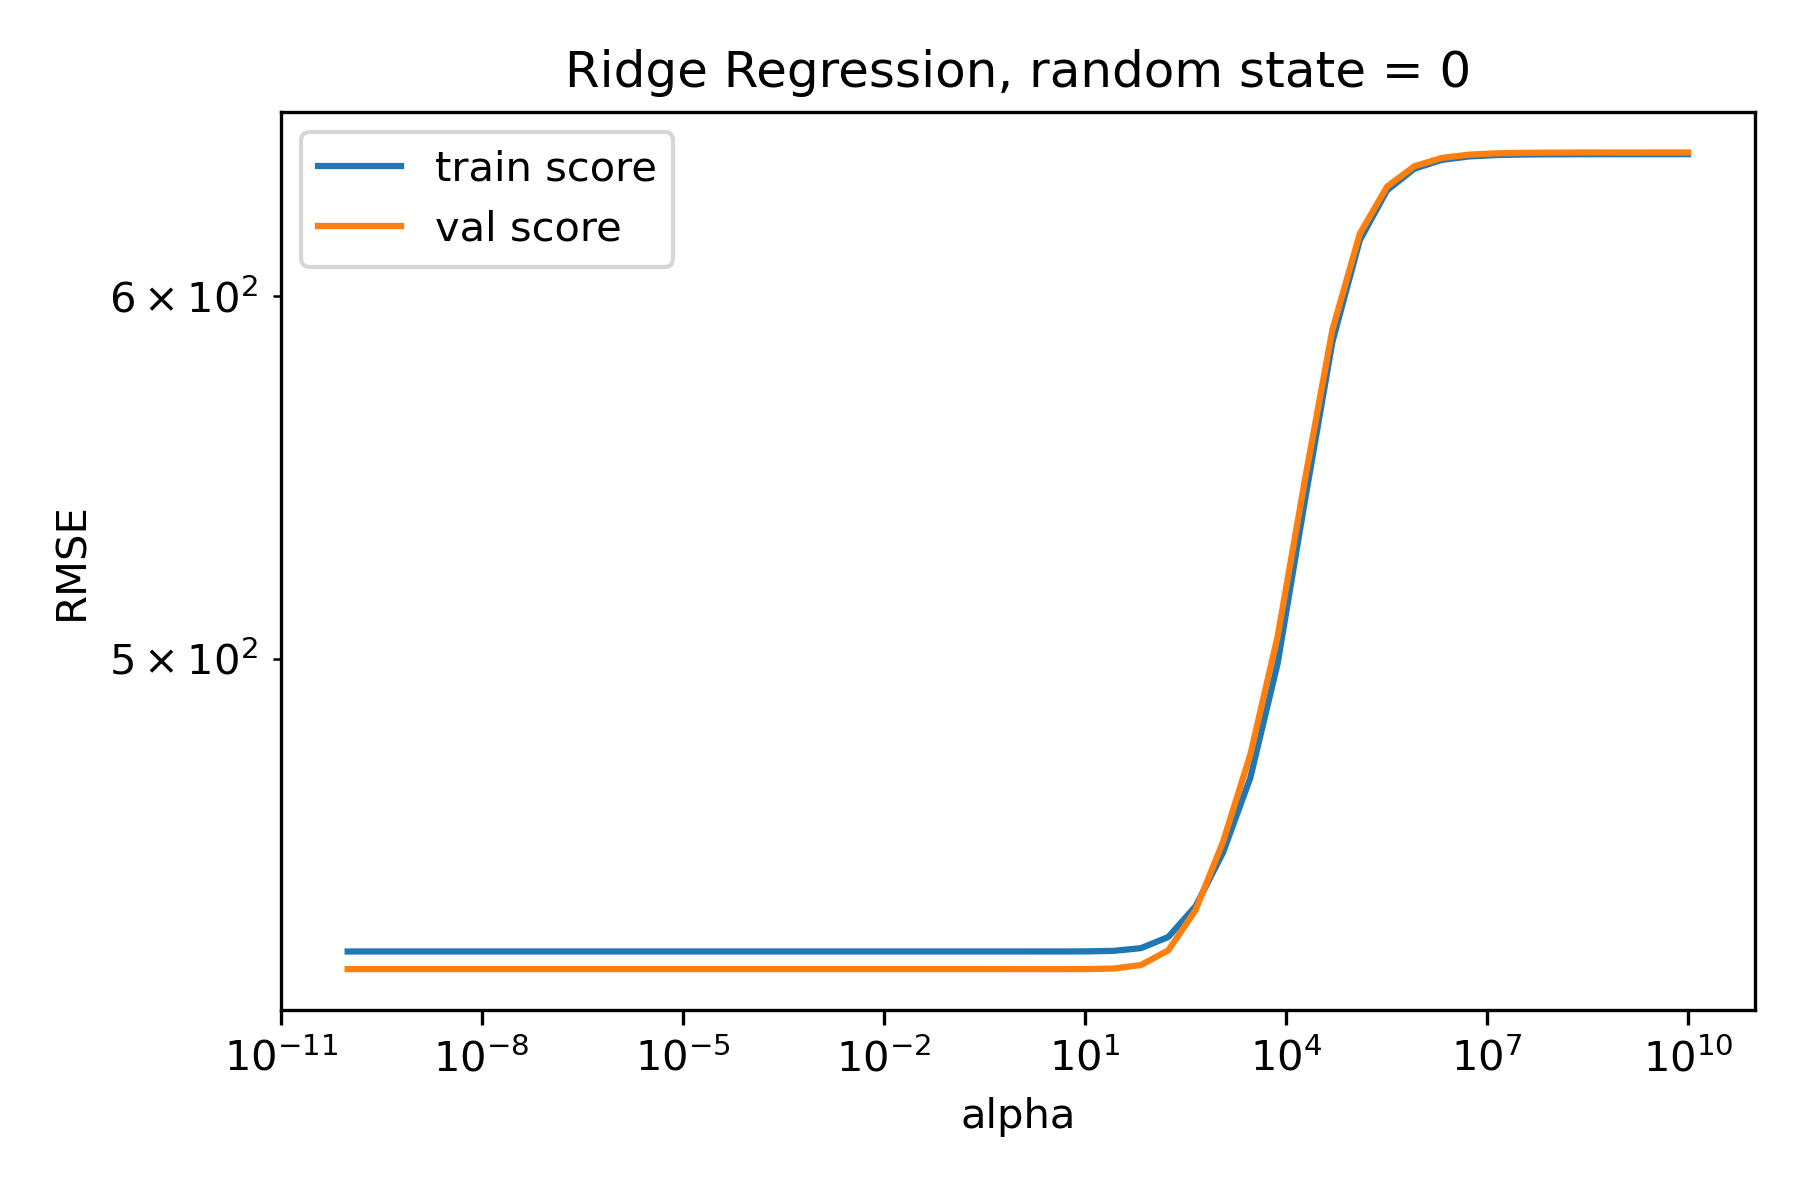 Ridge Regression, random state = 0
train score
val score
6 × 10²
5 × 10²
RMSE
10⁻¹¹ 10⁻⁸ 10⁻⁵ 10⁻² 10¹ 10⁴ 10⁷ 10¹⁰
alpha